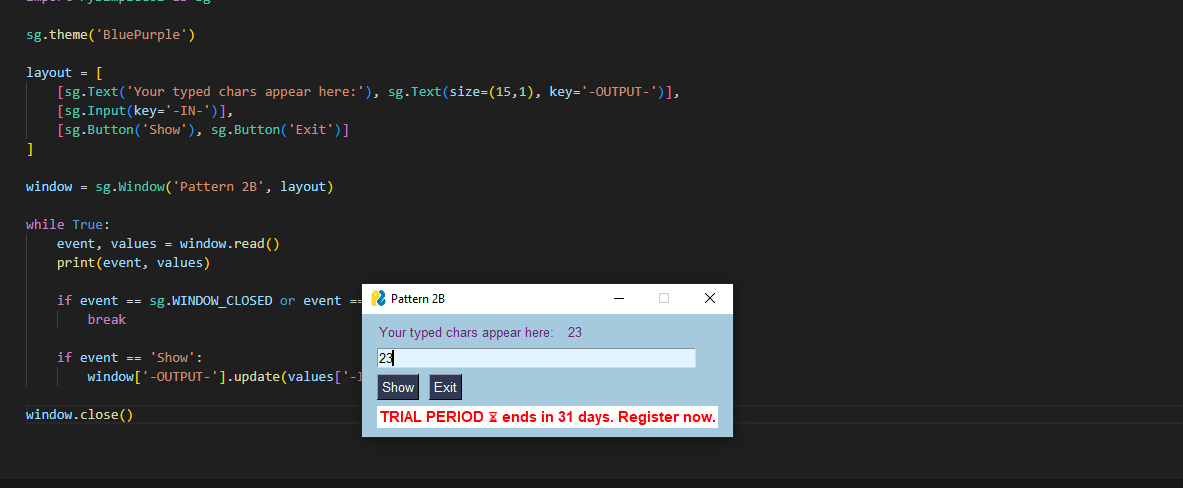 sg.theme('BluePurple')
layout = [
[sg.Text('Your typed chars appear here:'), sg.Text(size=(15,1), key='-OUTPUT-')],
[sg.Input(key='-IN-')],
[sg.Button('Show'), sg.Button('Exit')]
]
window = sg.Window('Pattern 2B', layout)
while True:
event, values = window.read()
print(event, values)
if event == sg.WINDOW_CLOSED or event ==
break
if event == 'Show':
window['-OUTPUT-'].update(values['-I
window.close()
Pattern 2B
Your typed chars appear here: 23
23
Show Exit
TRIAL PERIOD ⧖ ends in 31 days. Register now.